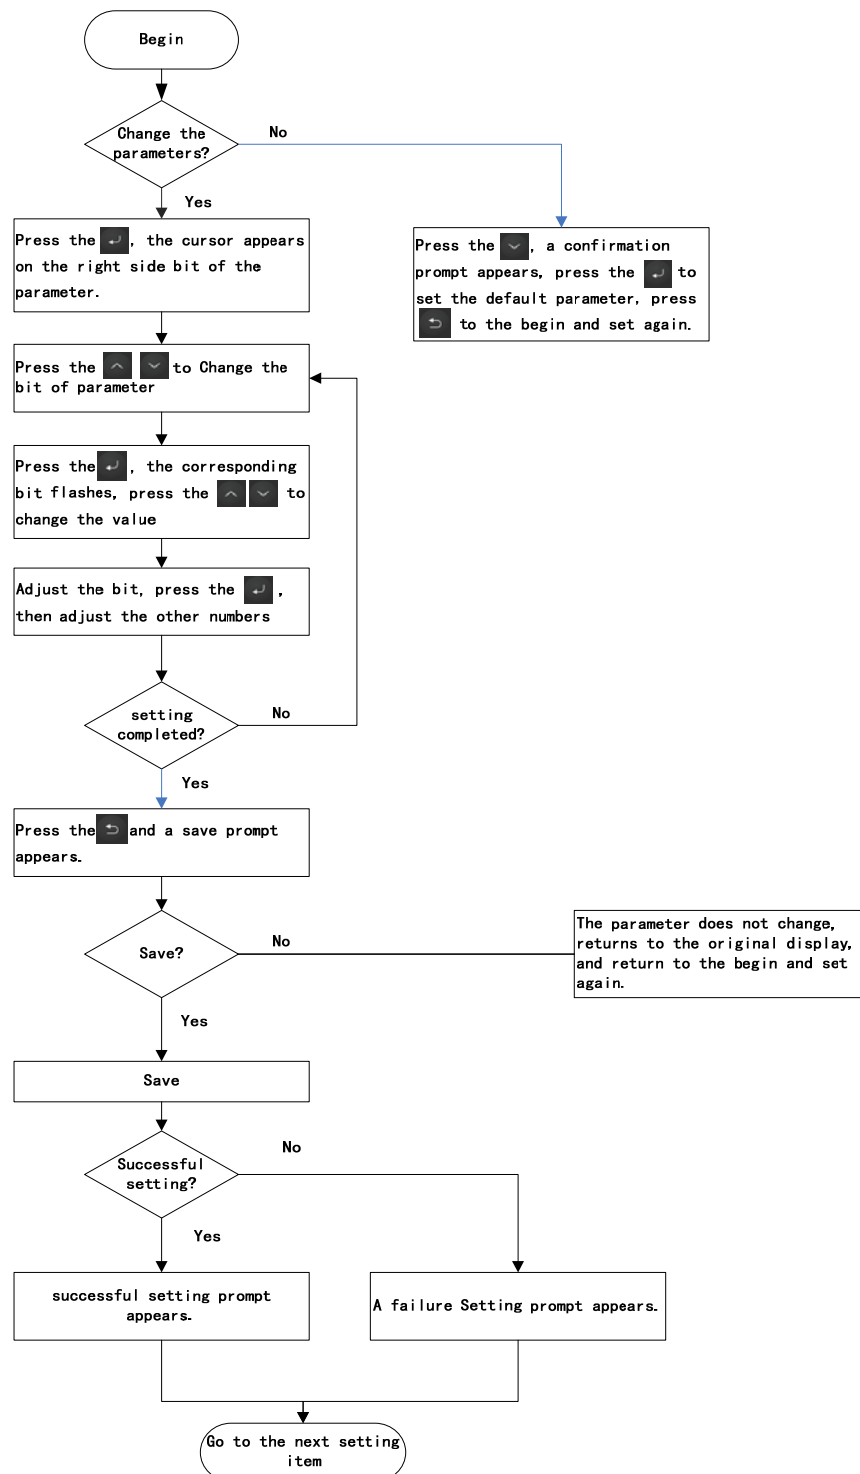 Begin
Change the
parameters?
No
Yes
Press the , the cursor appears
on the right side bit of the
parameter.
Press the , a confirmation
prompt appears, press the to
set the default parameter, press
to the begin and set again.
Press the to Change the
bit of parameter
Press the , the corresponding
bit flashes, press the to
change the value
Adjust the bit, press the ,
then adjust the other numbers
setting
completed?
No
Yes
Press the and a save prompt
appears.
Save?
No
The parameter does not change,
returns to the original display,
and return to the begin and set
again.
Yes
Save
Successful
setting?
No
Yes
successful setting prompt
appears.
A failure Setting prompt appears.
Go to the next setting
item